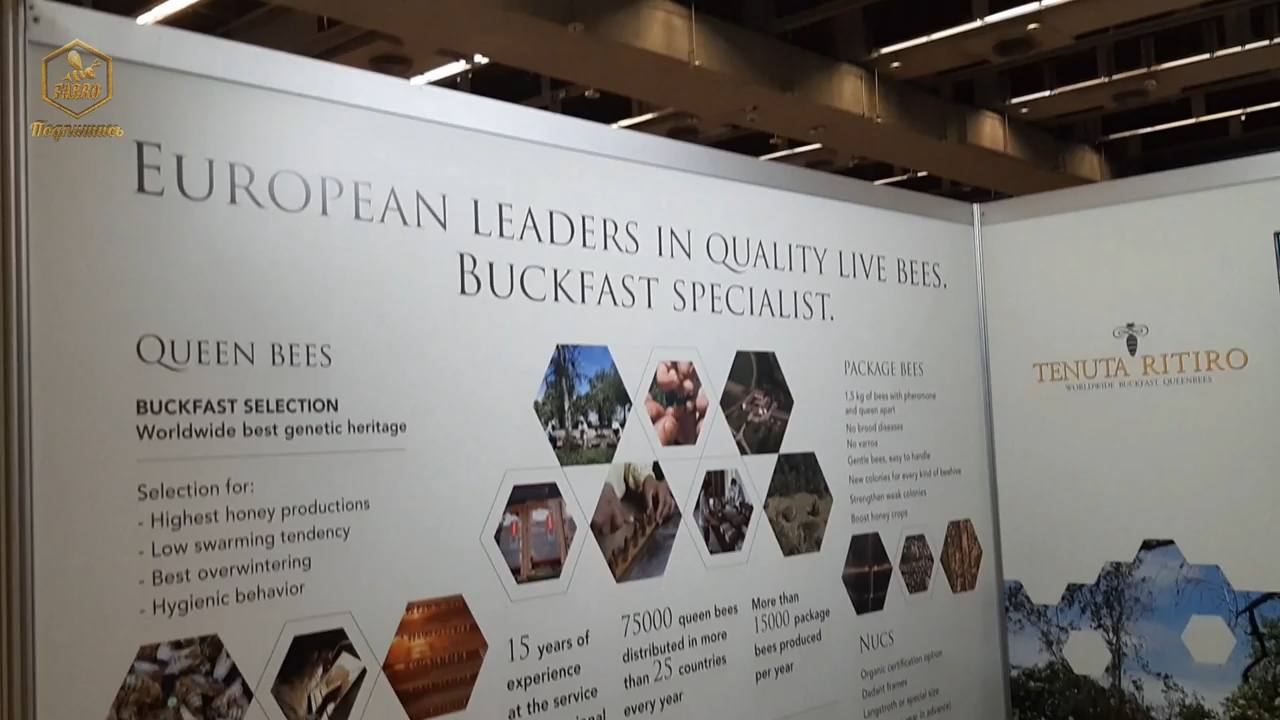 ГАВАО
Подпишись
EUROPEAN LEADERS IN QUALITY LIVE BEES.
BUCKFAST SPECIALIST.
QUEEN BEES
BUCKFAST SELECTION
Worldwide best genetic heritage
Selection for:
- Highest honey productions
- Low swarming tendency
- Best overwintering
- Hygienic behavior
15 years of
experience
at the service
75000 queen bees
distributed in more
than 25 countries
every year
More than
15000 package
bees produced
per year
PACKAGE BEES
1,5 kg of bees with pheromone
and queen apart
No brood diseases
No varroa
Gentle bees, easy to handle
New colonies for every kind of beehive
Strengthen weak colonies
Boost honey crops
NUCS
Organic certification option
Dadant frames
Langstroth or special size
year in advance)
TENUTA RITIRO
WORLDWIDE BUCKFAST QUEENBEES